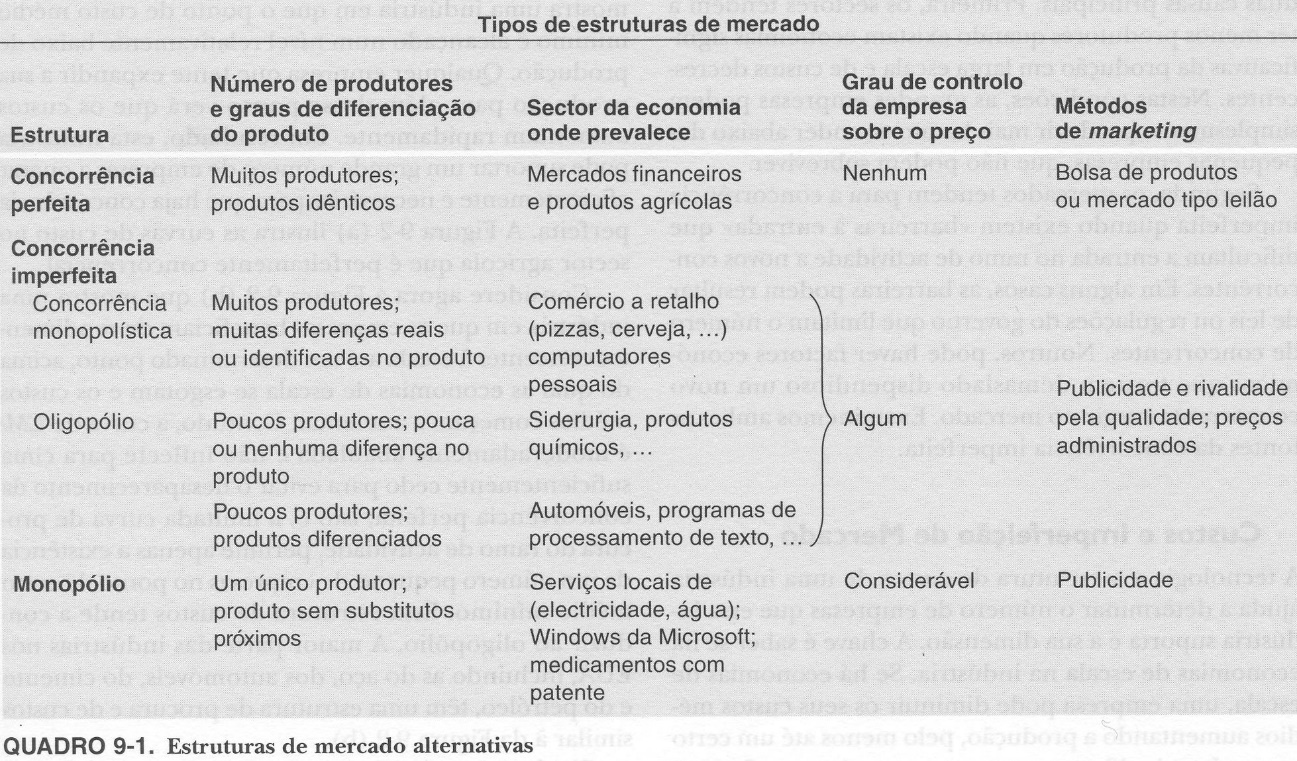 Tipos de estruturas de mercado
Estrutura
Número de produtores
e graus de diferenciação
do produto
Sector da economia
onde prevalece
Grau de controlo
da empresa
sobre o preço
Métodos
de marketing
Concorrência
perfeita
Muitos produtores;
produtos idênticos
Mercados financeiros
e produtos agrícolas
Nenhum
Bolsa de produtos
ou mercado tipo leilão
Concorrência
imperfeita
Concorrência
monopolística
Muitos produtores;
muitas diferenças reais
ou identificadas no produto
Comércio a retalho
(pizzas, cerveja, …)
computadores
pessoais
Oligopólio
Poucos produtores; pouca
ou nenhuma diferença no
produto
Siderurgia, produtos
químicos,…
Algum
Publicidade e rivalidade
pela qualidade; preços
administrados
Poucos produtores;
produtos diferenciados
Automóveis, programas de
processamento de texto, …
Monopólio
Um único produtor;
produto sem substitutos
próximos
Serviços locais de
(electricidade, água);
Windows da Microsoft;
medicamentos com
patente
Considerável
Publicidade
QUADRO 9-1. Estruturas de mercado alternativas